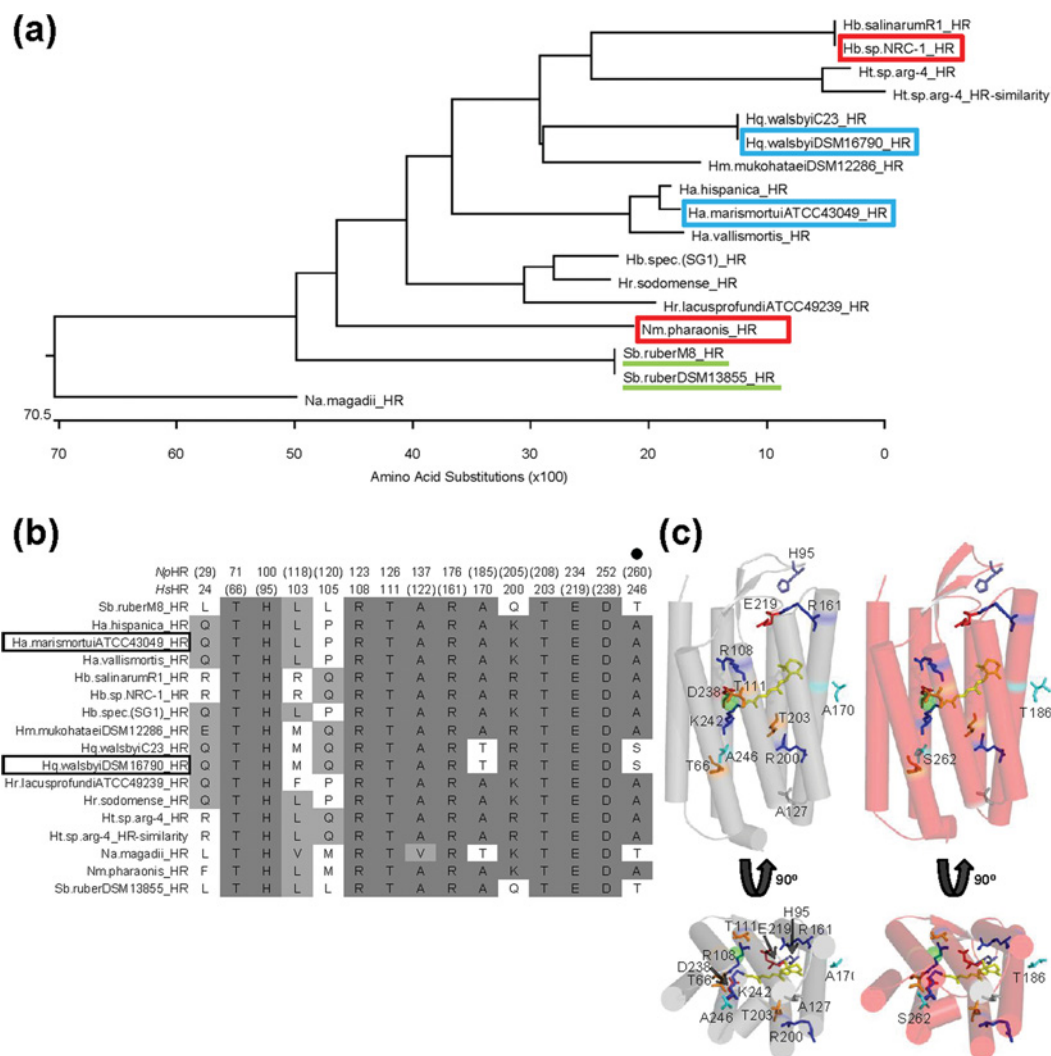 (a)
Hb.salinarumR1_HR
Hb.sp.NRC-1_HR
Ht.sp.arg-4_HR
Ht.sp.arg-4_HR-similarity
Hq.walsbyiC23_HR
Hq.walsbyiDSM16790_HR
Hm.mukohataeiDSM12286_HR
Ha.hispanica_HR
Ha.marismortuiATCC43049_HR
Ha.vallismortis_HR
Hb.spec.(SG1)_HR
Hr.sodomense_HR
Hr.lacusprofundiATCC49239_HR
Nm.pharaonis_HR
Sb.ruberM8_HR
Sb.ruberDSM13855_HR
Na.magadii_HR
70.5
70 60 50 40 30 20 10 0
Amino Acid Substitutions (x100)
(b)
NpHR (29) 71 100 (118) (120) 123 126 137 176 (185) (205) (208) 234 252 (260)
HsHR 24 (66) (95) 103 105 108 111 (122) (161) 170 200 203 (219) (238) 246
Sb.ruberM8_HR L T H L L R T A R A Q T E D T
Ha.hispanica_HR Q T H L P R T A R A K T E D A
Ha.marismortuiATCC43049_HR Q T H L P R T A R A K T E D A
Ha.vallismortis_HR Q T H L P R T A R A K T E D A
Hb.salinarumR1_HR R T H R Q R T A R A R T E D A
Hb.sp.NRC-1_HR R T H R Q R T A R A R T E D A
Hb.spec.(SG1)_HR Q T H L P R T A R A K T E D A
Hm.mukohataeiDSM12286_HR E T H M Q R T A R A R T E D A
Hq.walsbyiC23_HR Q T H M Q R T A R T R T E D S
Hq.walsbyiDSM16790_HR Q T H M Q R T A R T R T E D S
Hr.lacusprofundiATCC49239_HR Q T H F P R T A R A K T E D A
Hr.sodomense_HR Q T H L P R T A R A K T E D A
Ht.sp.arg-4_HR R T H L Q R T A R A R T E D A
Ht.sp.arg-4_HR-similarity R T H L Q R T A R A R T E D A
Na.magadii_HR L T H V M R T V R T K T E D T
Nm.pharaonis_HR F T H L M R T A R A K T E D A
Sb.ruberDSM13855_HR L T H L L R T A R A Q T E D T
(c)
H95
E219 R161
R108
T111
D238
K242 T203 A170
A246
T66 R200
A127
T186
S262
90º
90º
H95
T111 E219 R161
R108
D238
T66 K242 A127 A170
A246 T203
R200
T186
S262